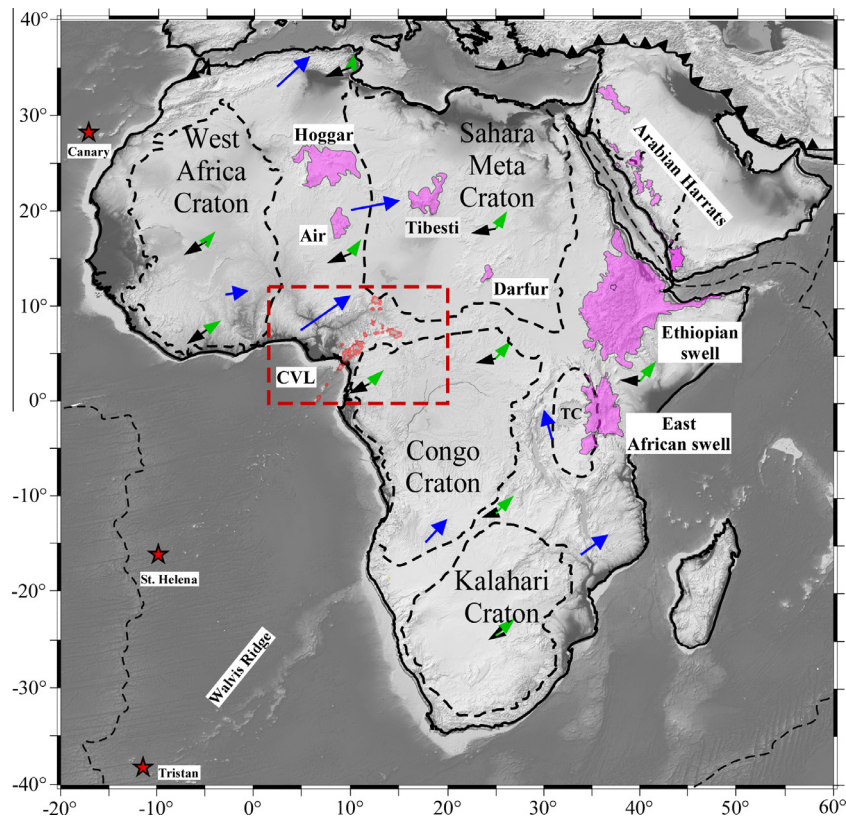 40°
30°
20°
10°
0°
-10°
-20°
-30°
-40°
-20°
-10°
0°
10°
20°
30°
40°
50°
60°
Canary
West
Africa
Craton
Hoggar
Air
Tibesti
Sahara
Meta
Craton
Darfur
Arabian Harrats
Ethiopian
swell
CVL
TC
East
African swell
Congo
Craton
Kalahari
Craton
St. Helena
Walvis Ridge
Tristan